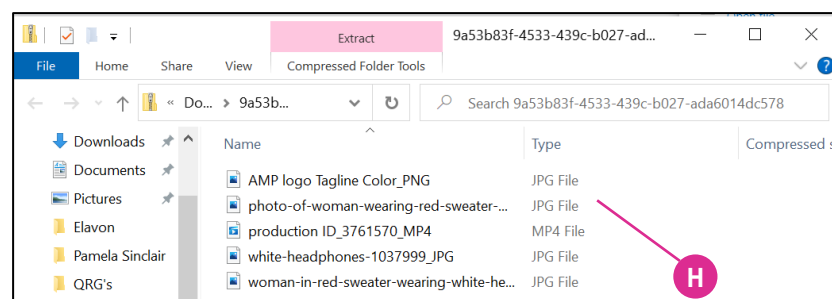 Extract
9a53b83f-4533-439c-b027-ad...
File Home Share View Compressed Folder Tools ?
« Do... > 9a53b... Search 9a53b83f-4533-439c-b027-ada6014dc578
Name Type Compressed s
Downloads
Documents
Pictures
Elavon
Pamela Sinclair
QRG's
AMP logo Tagline Color_PNG JPG File
photo-of-woman-wearing-red-sweater-... JPG File
production ID_3761570_MP4 MP4 File
white-headphones-1037999_JPG JPG File
woman-in-red-sweater-wearing-white-he... JPG File
H